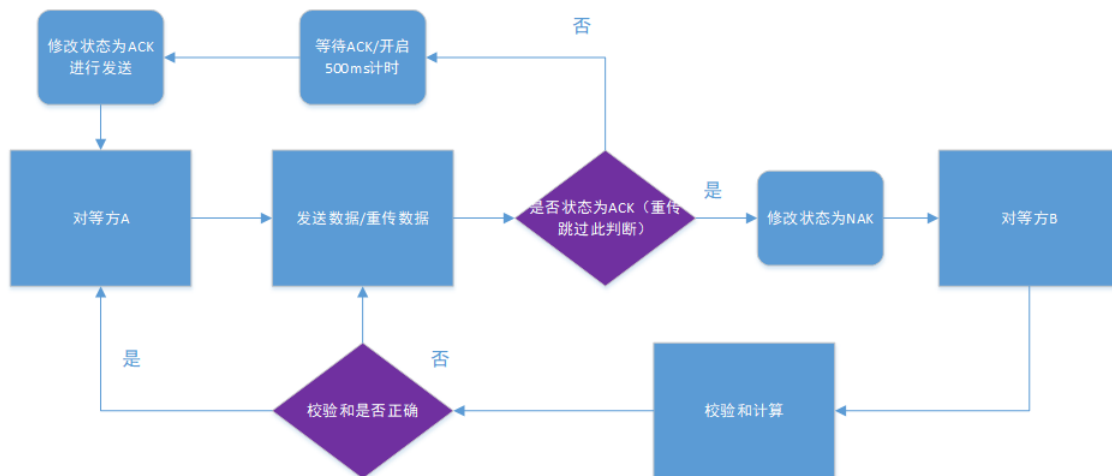 否
修改状态为ACK
进行发送
等待ACK/开启
500ms计时
对等方A
发送数据/重传数据
是否状态为ACK（重传
跳过此判断）
是
修改状态为NAK
对等方B
是
否
校验和是否正确
校验和计算